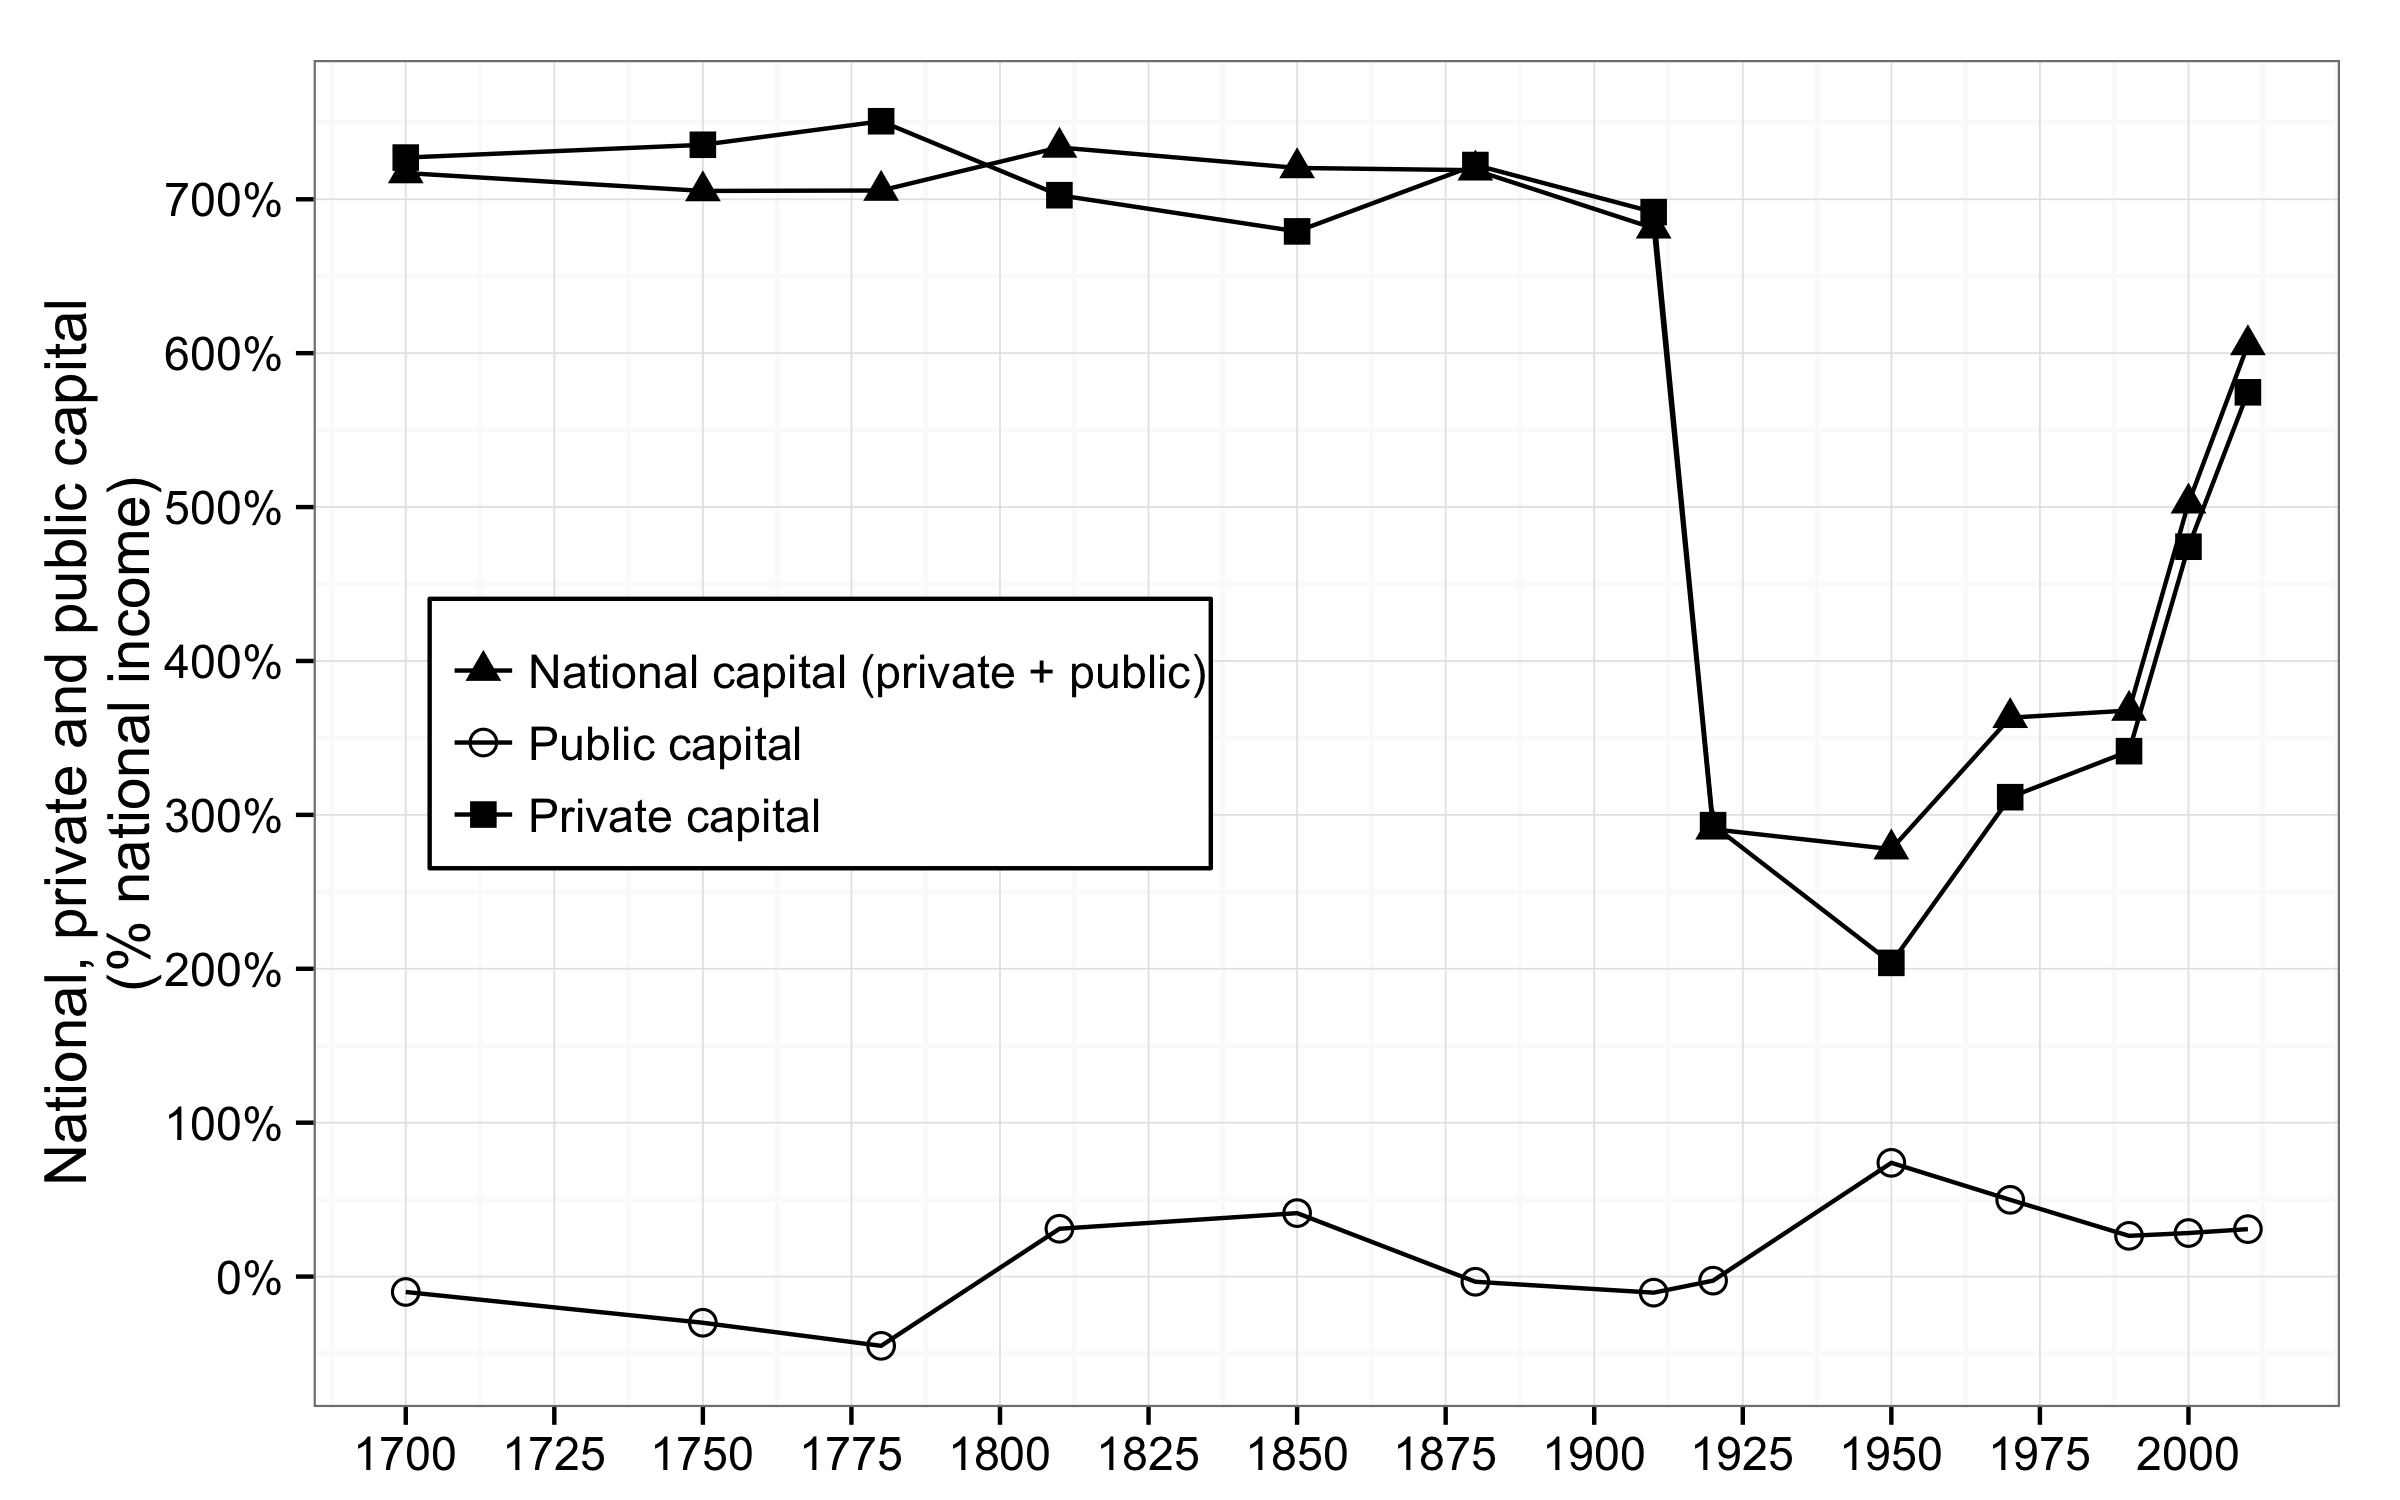 National, private and public capital
(% national income)
700%
600%
500%
400%
300%
200%
100%
0%
National capital (private + public)
Public capital
Private capital
1700 1725 1750 1775 1800 1825 1850 1875 1900 1925 1950 1975 2000